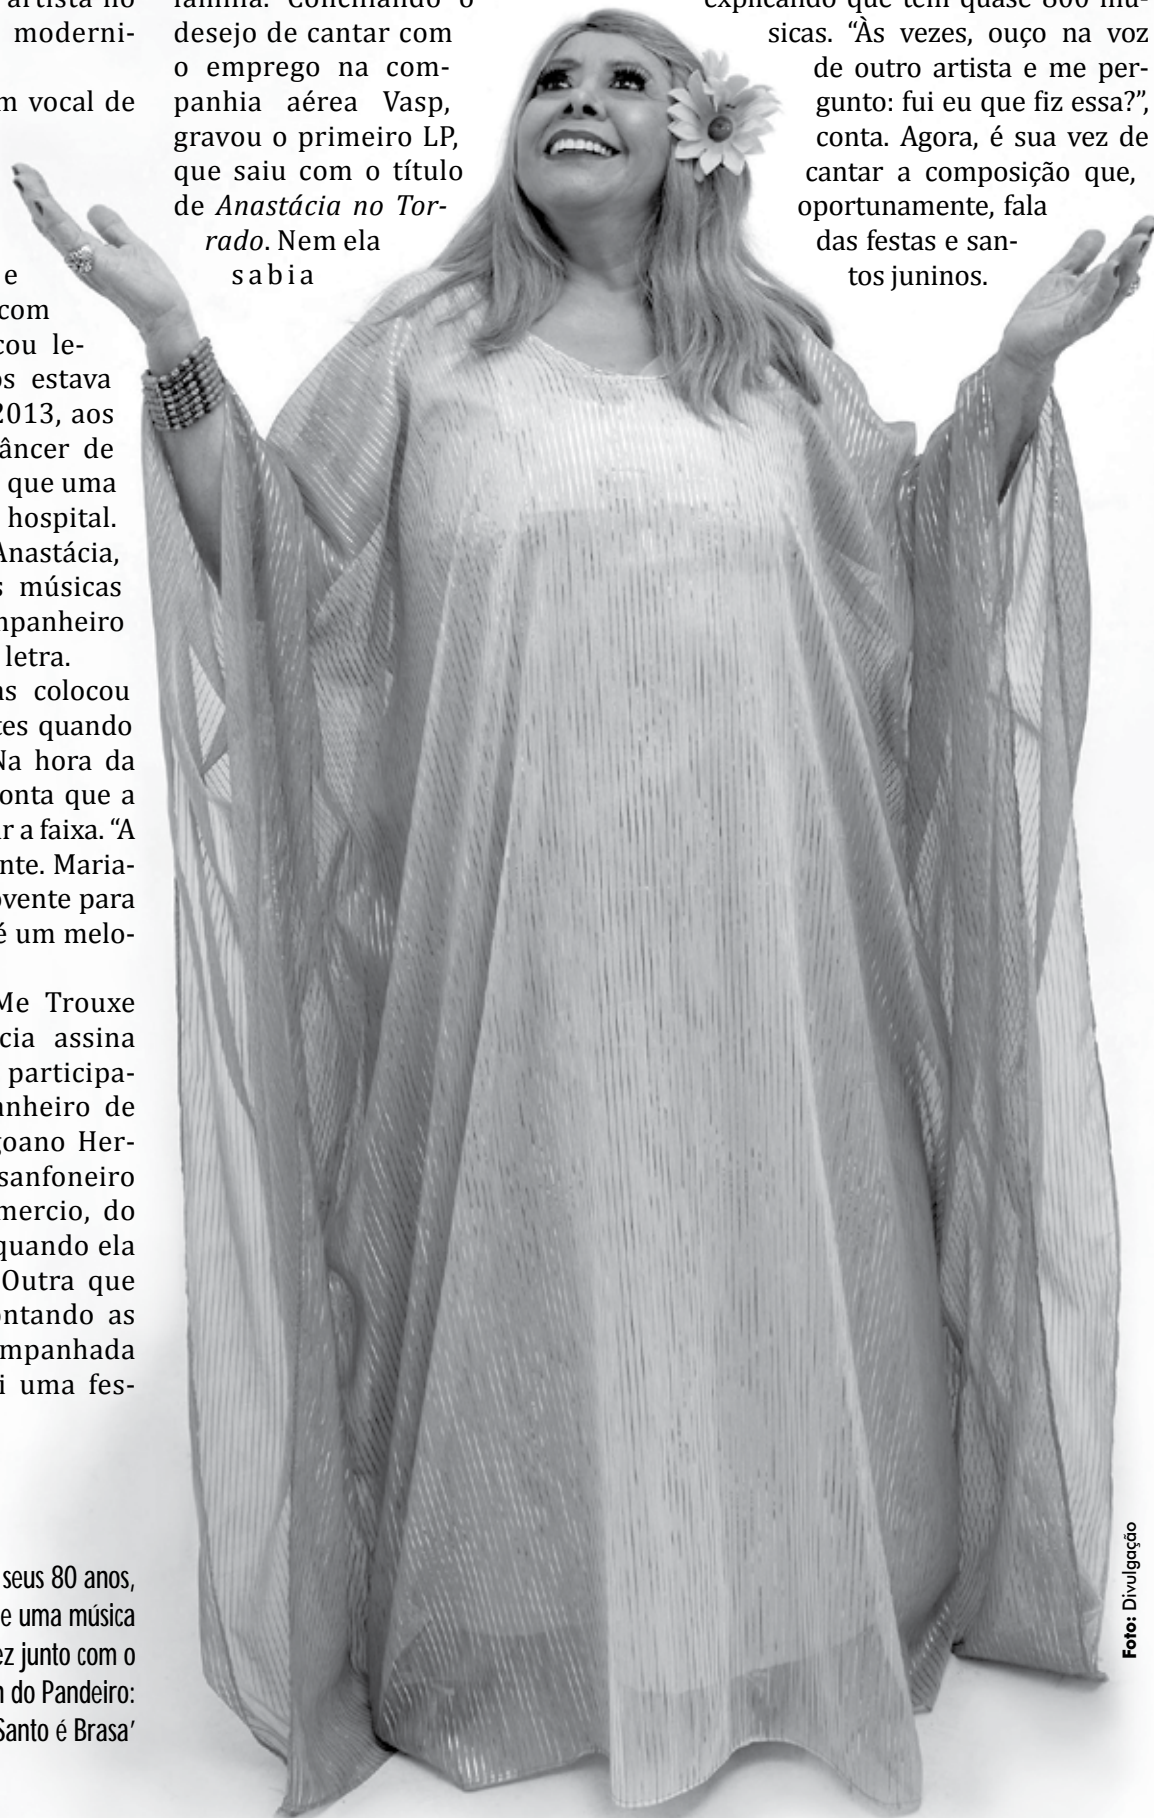 artista no
moderni-
m vocal de
e
com
cou le-
os estava
2013, aos
âncer de
que uma
hospital.
Anastácia,
s músicas
mpanheiro
letra.
as colocou
tes quando
Na hora da
onta que a
r a faixa. “A
nte. Maria-
ovente para
é um melo-
Me Trouxe
cia assina
participa-
anheiro de
goano Her-
sanfoneiro
mercio, do
quando ela
Outra que
ontando as
mpanhada
i uma fes-
família. Conciliando o
desejo de cantar com
o emprego na com-
panhia aérea Vasp,
gravou o primeiro LP,
que saiu com o título
de Anastácia no Tor-
rado. Nem ela
sabia
explicando que tem quase 800 mú-
sicas. “Às vezes, ouço na voz
de outro artista e me per-
gunto: fui eu que fiz essa?”,
conta. Agora, é sua vez de
cantar a composição que,
oportunamente, fala
das festas e san-
tos juninos.
seus 80 anos,
e uma música
ez junto com o
n do Pandeiro:
Santo é Brasa’
Foto: Divulgação